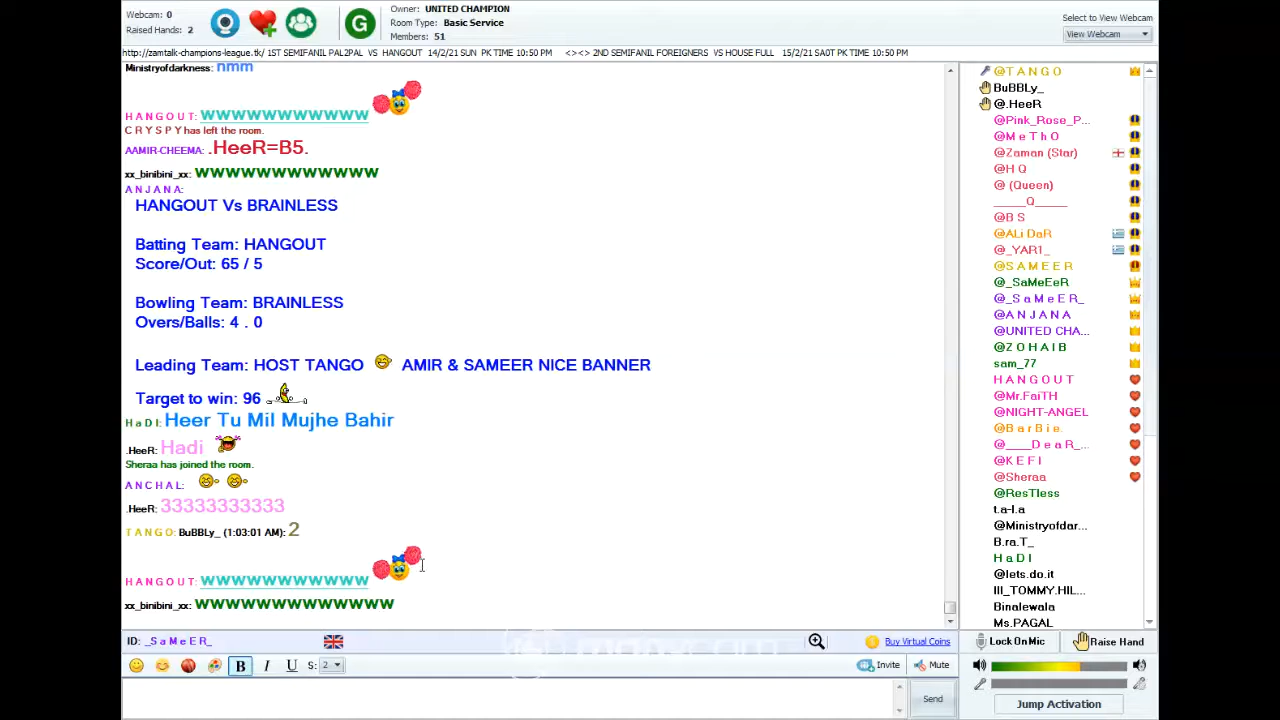 Webcam: 0
Raised Hands: 2
G
Owner: UNITED CHAMPION
Room Type: Basic Service
Members: 51
Select to View Webcam
View Webcam
http://zamtalk-champions-league.tk/ 1ST SEMIFANIL PAL2PAL VS HANGOUT 14/2/21 SUN PK TIME 10:50 PM <><> 2ND SEMIFANIL FOREIGNERS VS HOUSE FULL 15/2/21 SA0T PK TIME 10:50 PM
Ministryofdarkness: nmm
HANGOUT: wwwwwwwwwww
CRYSPY has left the room.
AAMIR-CHEEMA: .HeeR=B5.
xx_binibini_xx: wwwwwwwwwwww
ANJANA:
HANGOUT Vs BRAINLESS
Batting Team: HANGOUT
Score/Out: 65 / 5
Bowling Team: BRAINLESS
Overs/Balls: 4 . 0
Leading Team: HOST TANGO AMIR & SAMEER NICE BANNER
Target to win: 96
HaDI: Heer Tu Mil Mujhe Bahir
.HeeR: Hadi
Sheraa has joined the room.
ANCHAL:
.HeeR: 33333333333
TANGO: BuBBLy_ (1:03:01 AM): 2
HANGOUT: wwwwwwwwwww
xx_binibini_xx: wwwwwwwwwwwww
@TANGO
BuBBLy_
@.HeeR
@Pink_Rose_P...
@MeThO
@Zaman (Star)
@HQ
@ (Queen)
_____Q_____
@BS
@ALi DaR
@_YAR1_
@SAMEER
@_SaMeEeR
@_SaMeER_
@ANJANA
@UNITED CHA...
@ZOHAIB
sam_77
HANGOUT
@Mr.FaiTH
@NIGHT-ANGEL
@BarBie.
@____DeaR_...
@KEFI
@Sheraa
@ResTless
t.a-l.a
@Ministryofdar...
B.ra.T_
HaDI
@lets.do.it
III_TOMMY.HIL...
Binalewala
Ms.PAGAL
ID: _SaMeER_
Buy Virtual Coins
Lock On Mic
Raise Hand
B I U S: 2
Invite
Mute
Send
Jump Activation